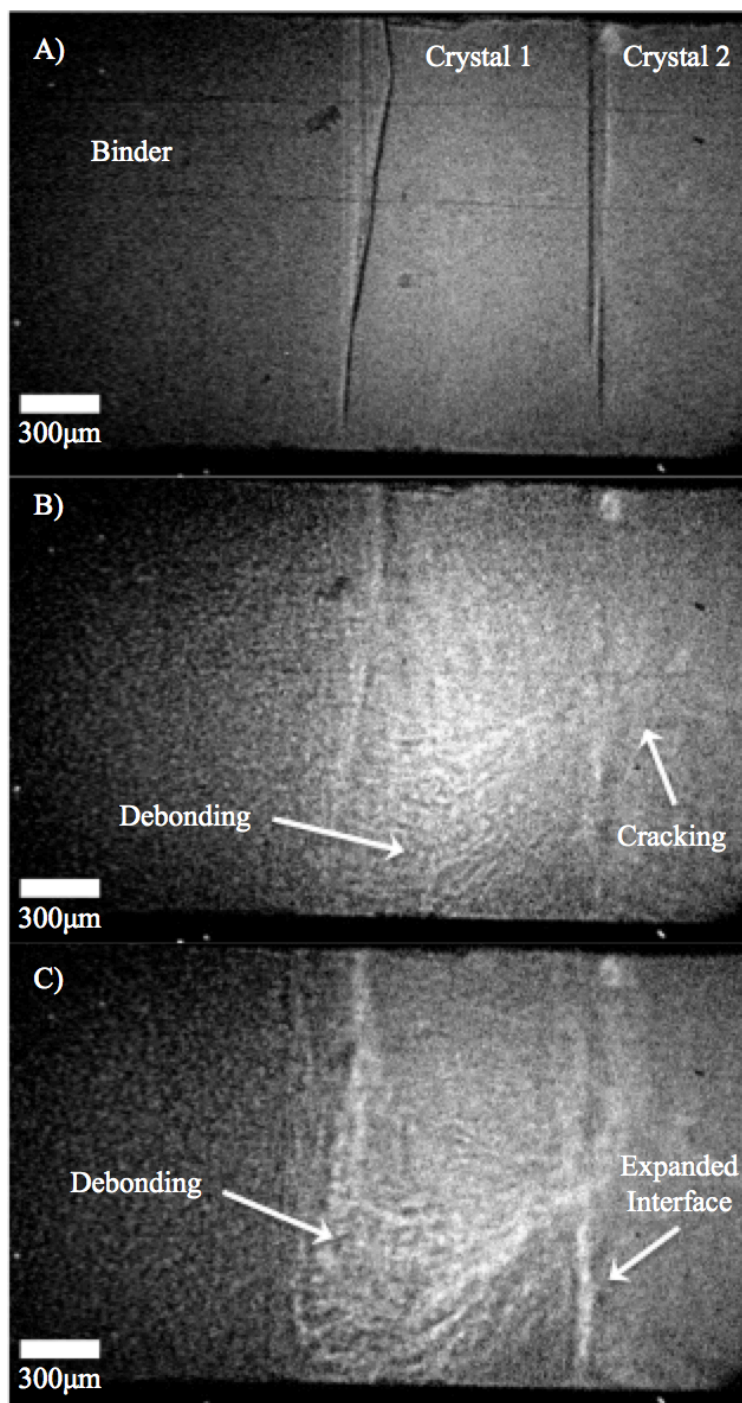 A)
Crystal 1
Crystal 2
Binder
300μm
B)
Debonding
Cracking
300μm
C)
Debonding
Expanded
Interface
300μm